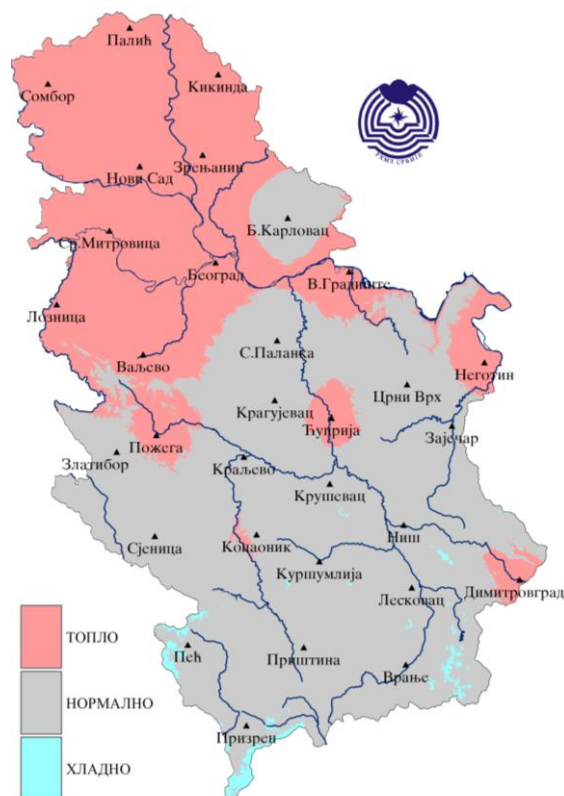 Палић
Сомбор
Кикинда
Зрењанин
Нови Сад
Б.Карловац
Ср.Митровица
Београд
В.Градиште
Лозница
С.Паланка
Ваљево
Неготин
Црни Врх
Крагујевац
Ћуприја
Зајечар
Пожега
Златибор
Краљево
Крушевац
Ниш
Сјеница
Копаоник
Куршумлија
Димитровград
Лесковац
ТОПЛО
Пећ
Приштина
Врање
НОРМАЛНО
Призрен
ХЛАДНО